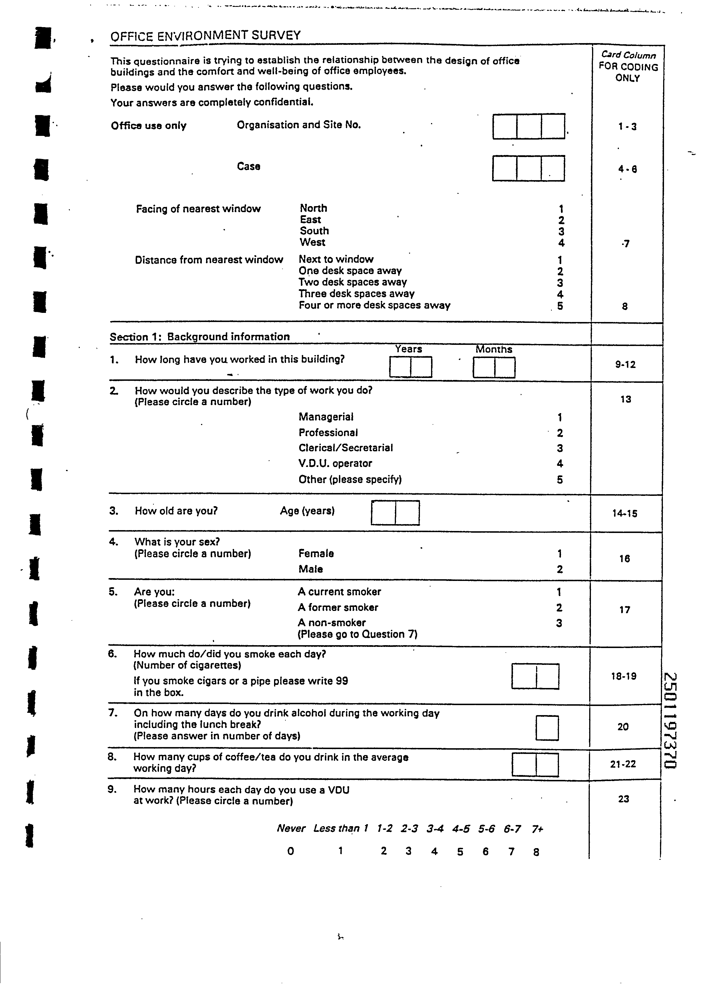 OFFICE ENVIRONMENT SURVEY
This questionnaire is trying to establish the relationship between the design of office
buildings and the comfort and well-being of office employees.
Please would you answer the following questions.
Your answers are completely confidential.
Card Column
FOR CODING
ONLY
Office use only Organisation and Site No. 1 - 3
Case 4 - 6
Facing of nearest window North 1
East 2
South 3
West 4 7
Distance from nearest window Next to window 1
One desk space away 2
Two desk spaces away 3
Three desk spaces away 4
Four or more desk spaces away 5 8
Section 1: Background information
Years Months
1. How long have you worked in this building? 9-12
2. How would you describe the type of work you do? 13
(Please circle a number)
Managerial 1
Professional 2
Clerical/Secretarial 3
V.D.U. operator 4
Other (please specify) 5
3. How old are you? Age (years) 14-15
4. What is your sex?
(Please circle a number) Female 1 16
Male 2
5. Are you: A current smoker 1
(Please circle a number) A former smoker 2 17
A non-smoker 3
(Please go to Question 7)
6. How much do/did you smoke each day?
(Number of cigarettes) 18-19
If you smoke cigars or a pipe please write 99
in the box.
7. On how many days do you drink alcohol during the working day
including the lunch break? 20
(Please answer in number of days)
8. How many cups of coffee/tea do you drink in the average
working day? 21-22
9. How many hours each day do you use a VDU
at work? (Please circle a number) 23
Never Less than 1 1-2 2-3 3-4 4-5 5-6 6-7 7+
0 1 2 3 4 5 6 7 8
2501197370